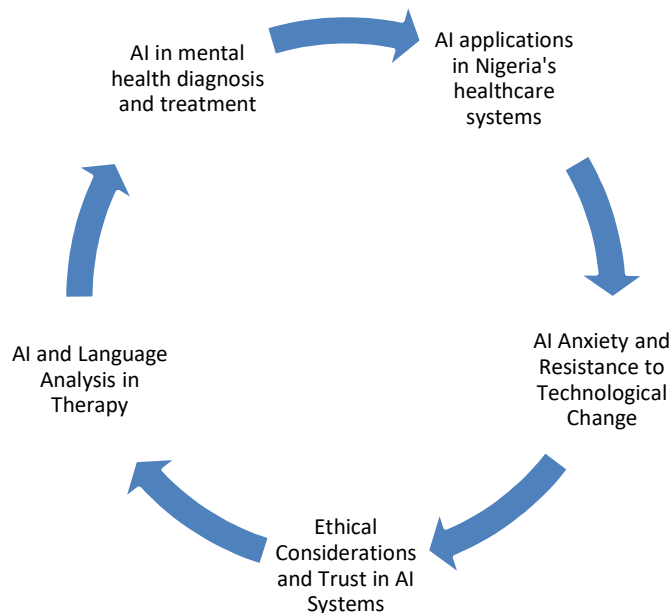 AI in mental
health diagnosis
and treatment
AI applications
in Nigeria's
healthcare
systems
AI Anxiety and
Resistance to
Technological
Change
Ethical
Considerations
and Trust in AI
Systems
AI and Language
Analysis in
Therapy